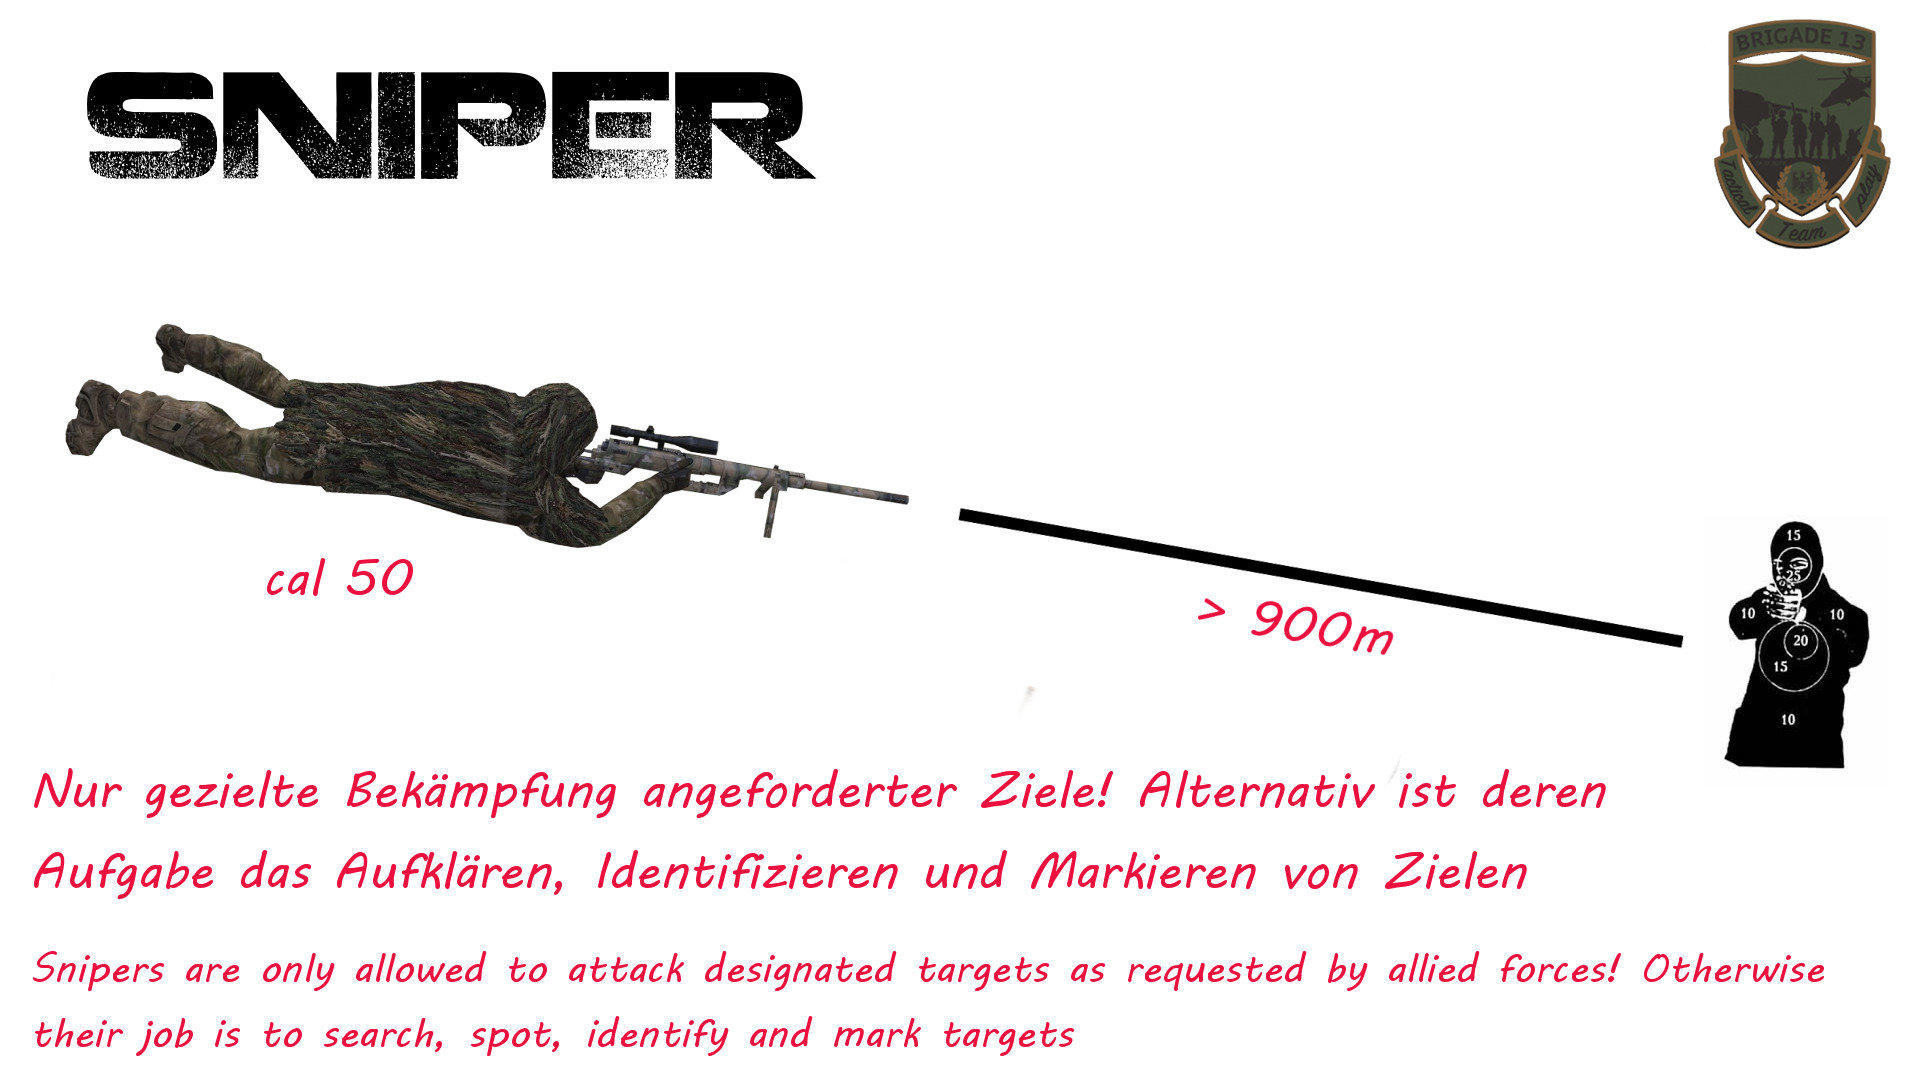 SNIPER
BRIGADE 13
Tactical
Team
play
cal 50
> 900m
15
25
10
10
20
15
10
Nur gezielte Bekämpfung angeforderter Ziele! Alternativ ist deren
Aufgabe das Aufklären, Identifizieren und Markieren von Zielen
Snipers are only allowed to attack designated targets as requested by allied forces! Otherwise
their job is to search, spot, identify and mark targets